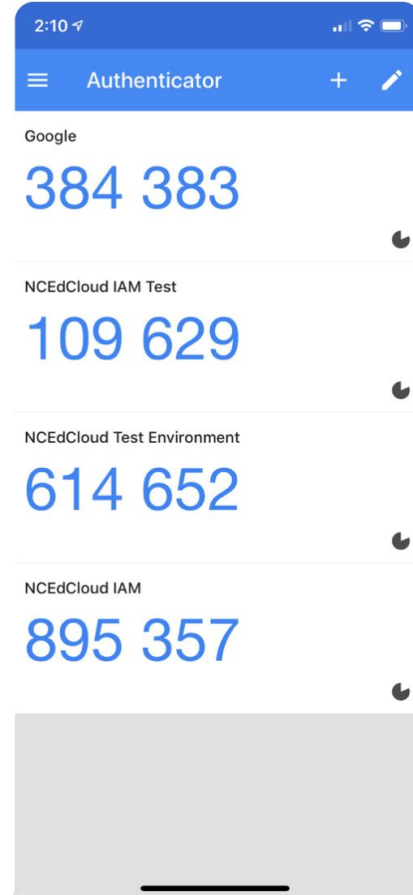 2:10
Authenticator
Google
384 383
NCEdCloud IAM Test
109 629
NCEdCloud Test Environment
614 652
NCEdCloud IAM
895 357